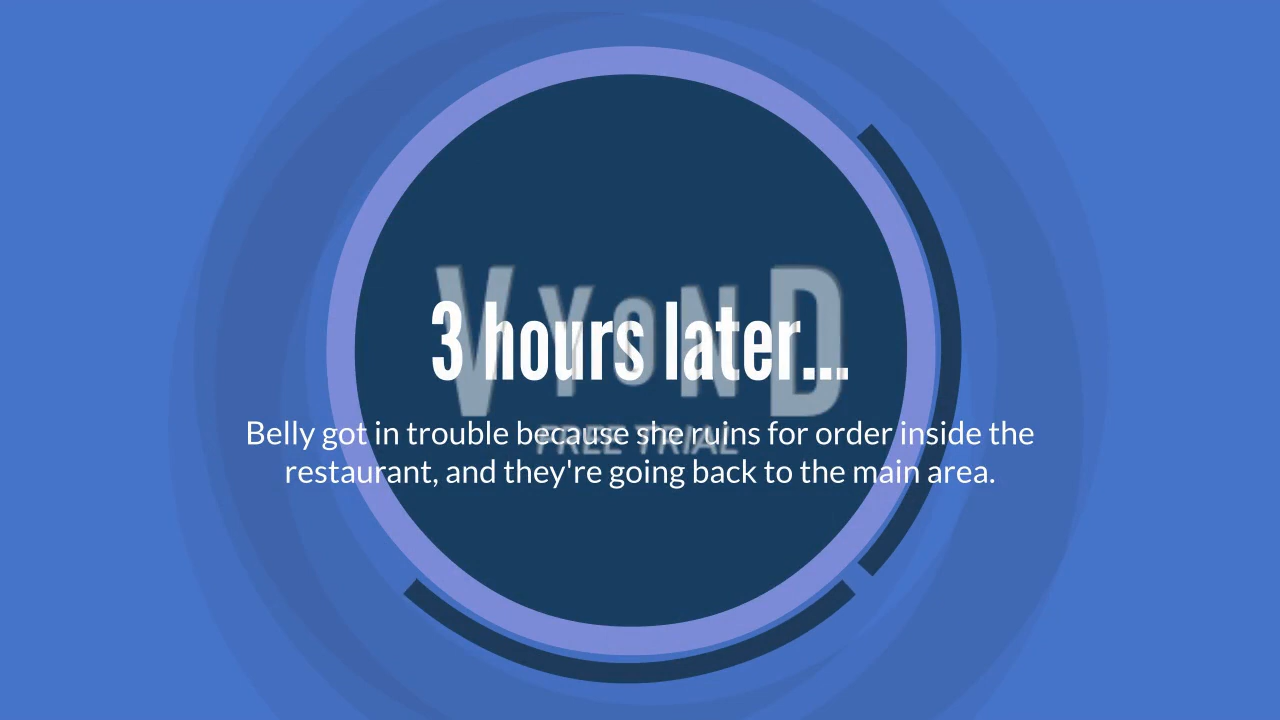 VYOND
3 hours later...
FREE TRIAL
Belly got in trouble because she ruins for order inside the
restaurant, and they're going back to the main area.